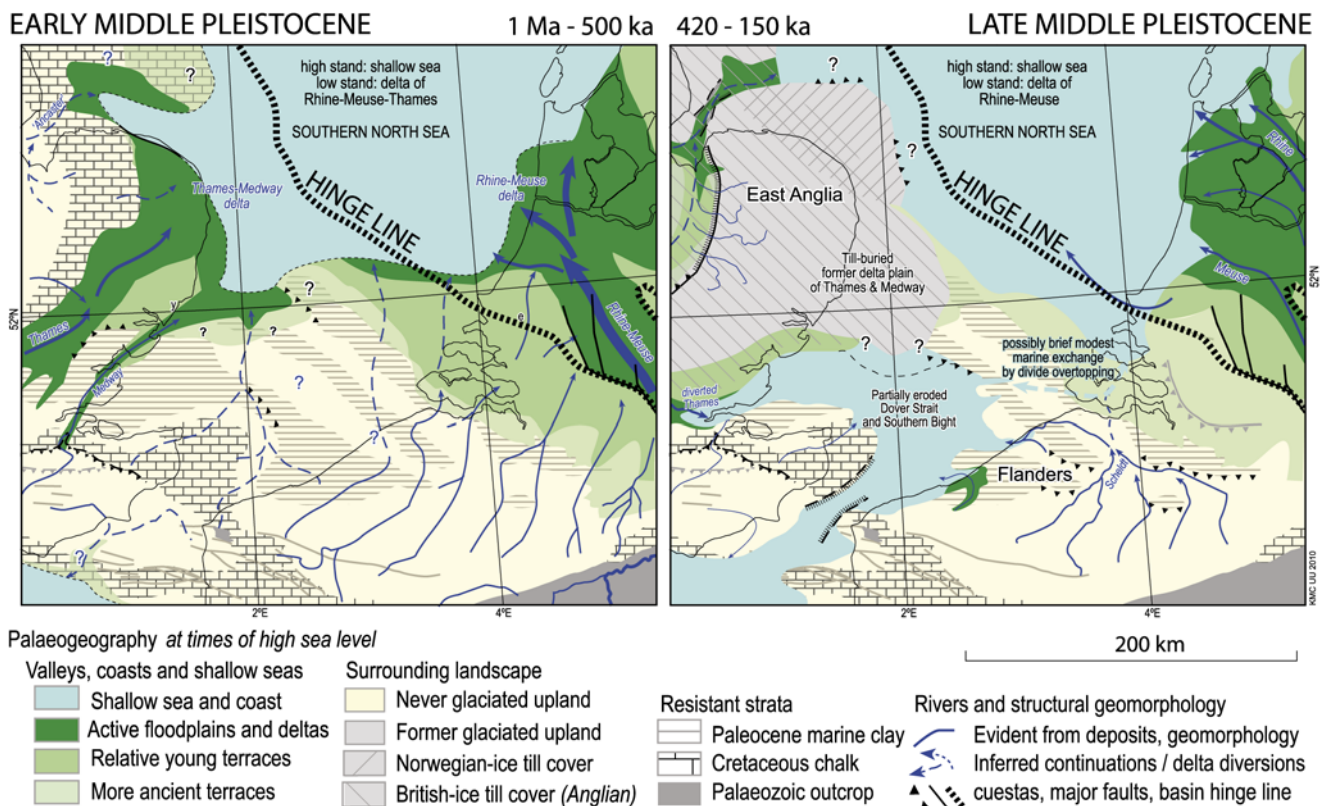 EARLY MIDDLE PLEISTOCENE 1 Ma - 500 ka
420 - 150 ka LATE MIDDLE PLEISTOCENE
?
?
high stand: shallow sea
low stand: delta of
Rhine-Meuse-Thames
SOUTHERN NORTH SEA
'Ancaster'
Thames-Medway
delta
HINGE LINE
Rhine-Meuse
delta
52°N
Thames
Medway
y
?
?
?
?
?
?
e
Rhine-Meuse
?
2°E
4°E
?
high stand: shallow sea
low stand: delta of
Rhine-Meuse
SOUTHERN NORTH SEA
?
Rhine
East Anglia
HINGE LINE
Till-buried
former delta plain
of Thames & Medway
Meuse
52°N
?
?
possibly brief modest
marine exchange
by divide overtopping
diverted
Thames
Partially eroded
Dover Strait
and Southern Bight
Flanders
Scheldt
2°E
4°E
KMC UU 2010
Palaeogeography at times of high sea level
200 km
Valleys, coasts and shallow seas
Shallow sea and coast
Active floodplains and deltas
Relative young terraces
More ancient terraces
Surrounding landscape
Never glaciated upland
Former glaciated upland
Norwegian-ice till cover
British-ice till cover (Anglian)
Resistant strata
Paleocene marine clay
Cretaceous chalk
Palaeozoic outcrop
Rivers and structural geomorphology
Evident from deposits, geomorphology
Inferred continuations / delta diversions
cuestas, major faults, basin hinge line